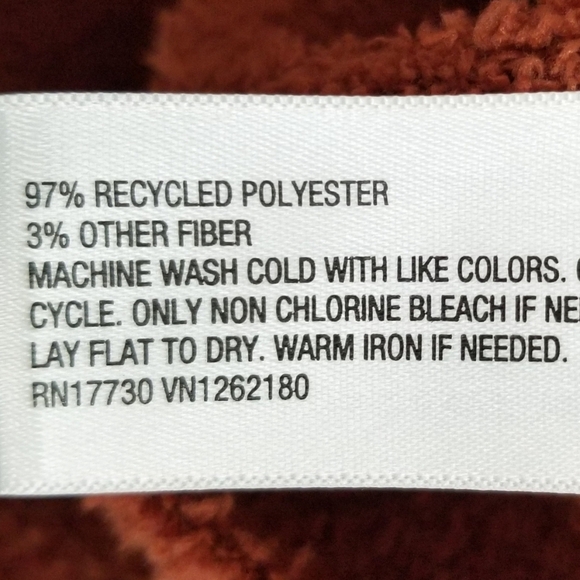 97% RECYCLED POLYESTER
3% OTHER FIBER
MACHINE WASH COLD WITH LIKE COLORS.
CYCLE. ONLY NON CHLORINE BLEACH IF
LAY FLAT TO DRY. WARM IRON IF NEEDED.
RN17730 VN1262180